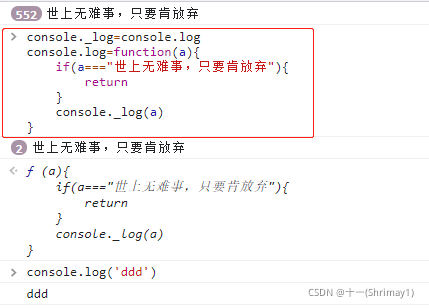 552 世上无难事，只要肯放弃
> console._log=console.log
console.log=function(a){
    if(a==="世上无难事，只要肯放弃"){
        return
    }
    console._log(a)
}
2 世上无难事，只要肯放弃
f (a){
    if(a==="世上无难事，只要肯放弃"){
        return
    }
    console._log(a)
}
> console.log('ddd')
ddd
CSDN @十一(Shrimay1)